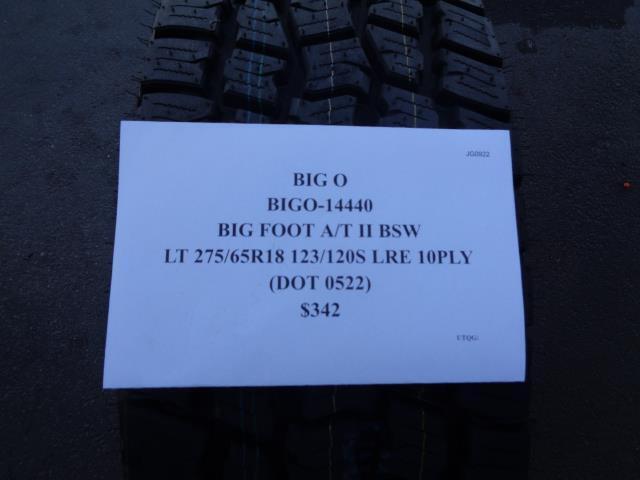 JG0922
BIG O
BIGO-14440
BIG FOOT A/T II BSW
LT 275/65R18 123/120S LRE 10PLY
(DOT 0522)
$342
UTQG: